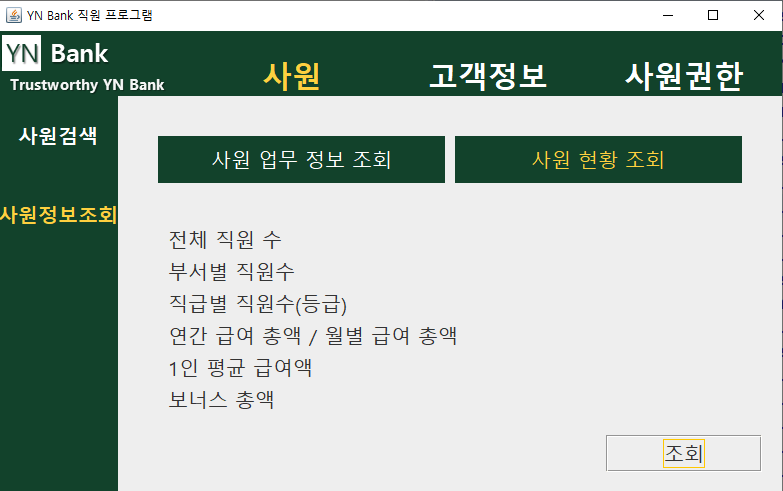 YN Bank 직원 프로그램
YN Bank
Trustworthy YN Bank
사원 고객정보 사원권한
사원검색
사원정보조회
사원 업무 정보 조회 사원 현황 조회
전체 직원 수
부서별 직원수
직급별 직원수(등급)
연간 급여 총액 / 월별 급여 총액
1인 평균 급여액
보너스 총액
조회